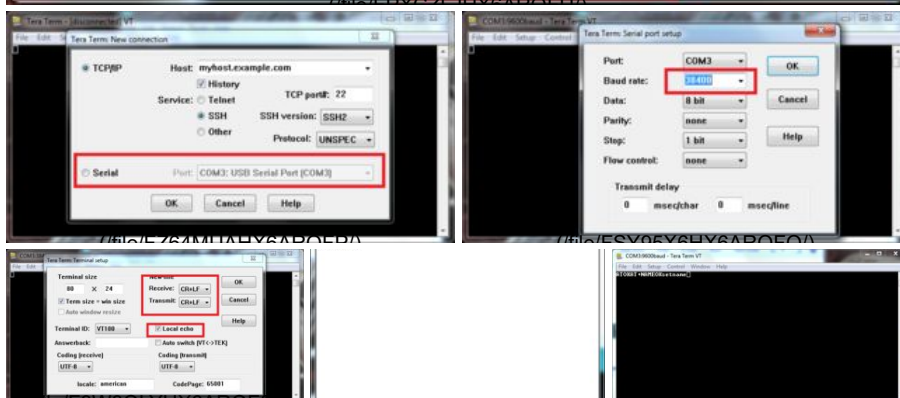 Tera Term - [disconnected] VT
File Edit
Tera Term: New connection
TCP/IP
Host: myhost.example.com
History
Service: Telnet
TCP port#: 22
SSH
SSH version: SSH2
Other
Protocol: UNSPEC
Serial
Port: COM3: USB Serial Port (COM3)
OK Cancel Help
COM3:9600baud - Tera Term VT
File Edit Setup Control
Tera Term: Serial port setup
Port: COM3
OK
Baud rate: 38400
Data: 8 bit
Cancel
Parity: none
Stop: 1 bit
Help
Flow control: none
Transmit delay
0 msec/char 0 msec/line
Tera Term: Terminal setup
Terminal size
80 X 24
Term size = win size
Auto window resize
Receive: CR+LF
Transmit: CR+LF
OK
Cancel
Help
Terminal ID: VT100
Local echo
Answerback:
Auto switch (VT<->TEK)
Coding (receive)
UTF-8
Coding (transmit)
UTF-8
locale: american
CodePage: 65001
COM3:9600baud - Tera Term VT
File Edit Setup Control Window Help